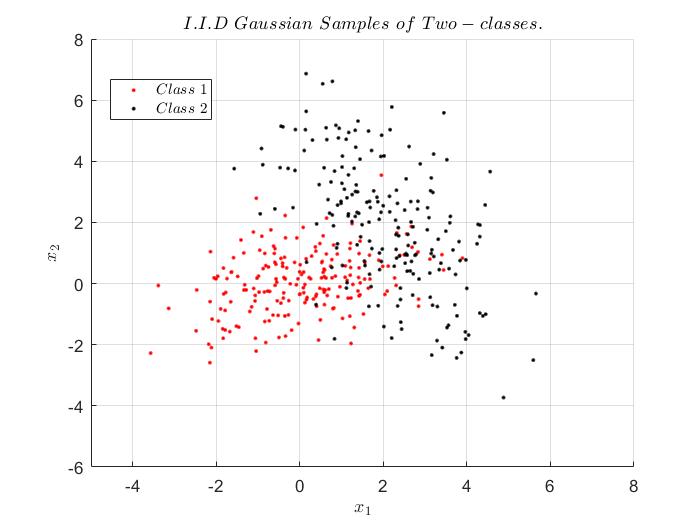 I.I.D Gaussian Samples of Two − classes.
8
Class 1
6
Class 2
4
2
x₂
0
-2
-4
-6
-4 -2 0 2 4 6 8
x₁